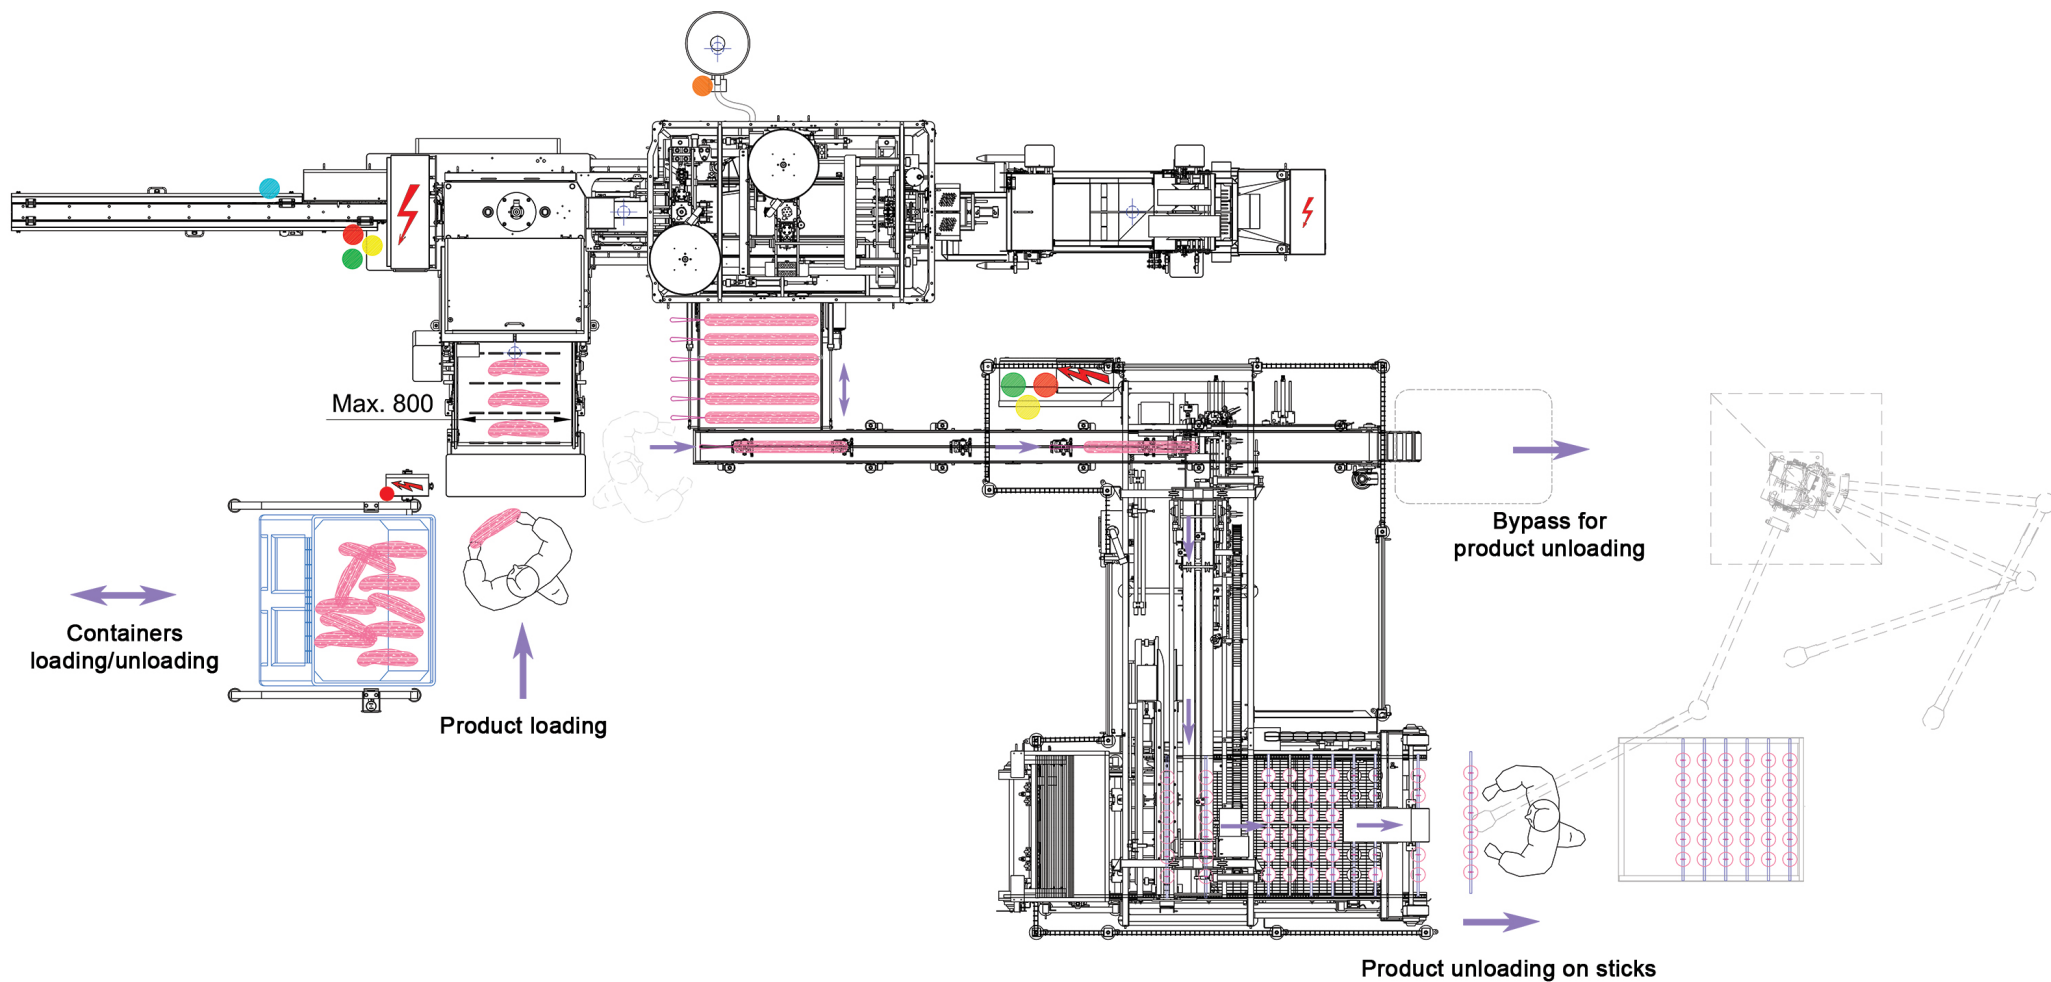 Max. 800
Bypass for
product unloading
Containers
loading/unloading
Product loading
Product unloading on sticks